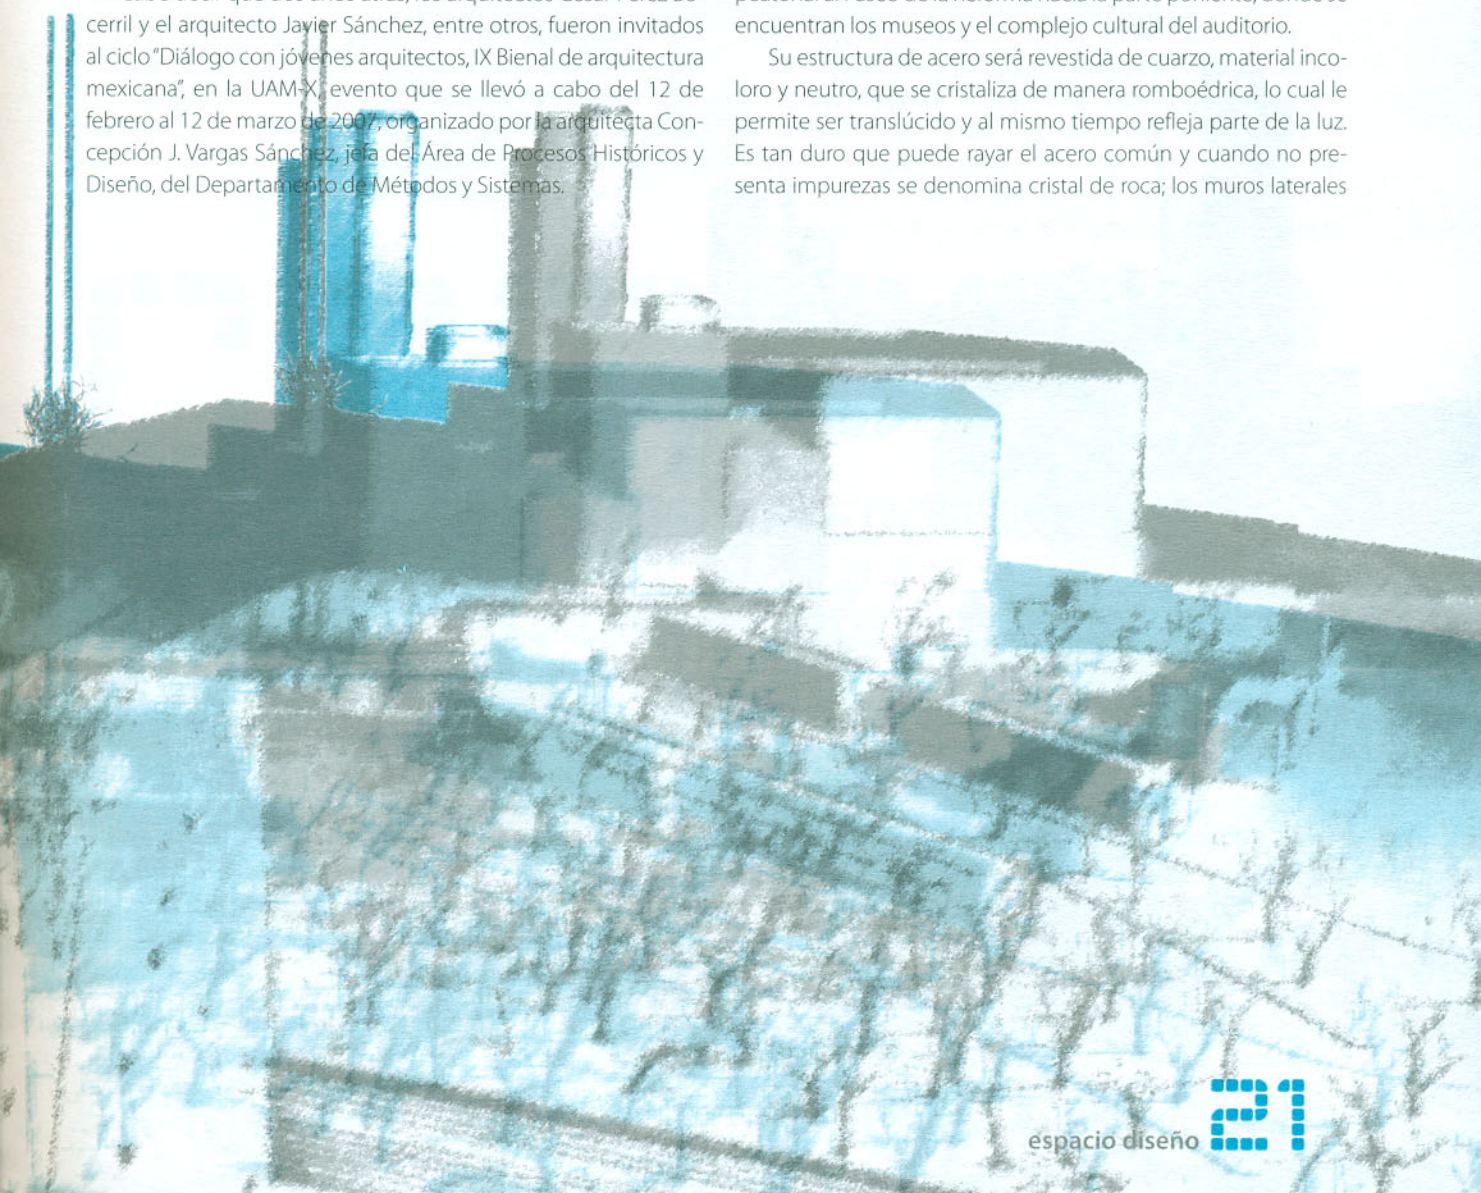 cerril y el arquitecto Javier Sánchez, entre otros, fueron invitados
al ciclo “Diálogo con jóvenes arquitectos, IX Bienal de arquitectura
mexicana”, en la UAM-X, evento que se llevó a cabo del 12 de
febrero al 12 de marzo de 2007, organizado por la arquitecta Con-
cepción J. Vargas Sánchez, jefa del Área de Procesos Históricos y
Diseño, del Departamento de Métodos y Sistemas.
encuentran los museos y el complejo cultural del auditorio.
Su estructura de acero será revestida de cuarzo, material inco-
loro y neutro, que se cristaliza de manera romboédrica, lo cual le
permite ser translúcido y al mismo tiempo refleja parte de la luz.
Es tan duro que puede rayar el acero común y cuando no pre-
senta impurezas se denomina cristal de roca; los muros laterales
espacio diseño 21